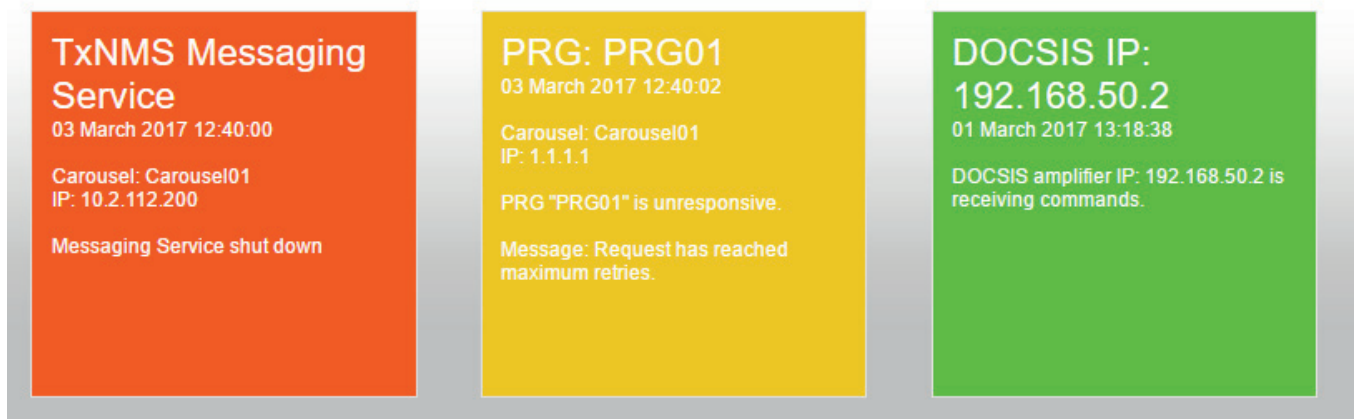 TxNMS Messaging
Service
03 March 2017 12:40:00
Carousel: Carousel01
IP: 10.2.112.200
Messaging Service shut down
PRG: PRG01
03 March 2017 12:40:02
Carousel: Carousel01
IP: 1.1.1.1
PRG "PRG01" is unresponsive.
Message: Request has reached
maximum retries.
DOCSIS IP:
192.168.50.2
01 March 2017 13:18:38
DOCSIS amplifier IP: 192.168.50.2 is
receiving commands.